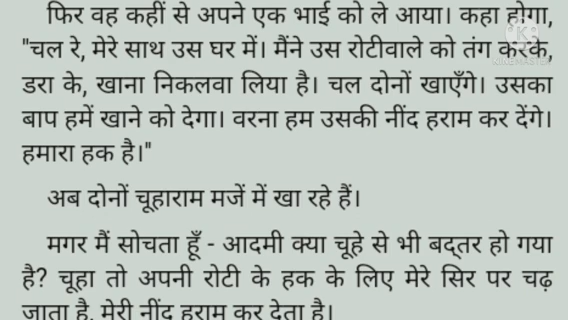 फिर वह कहीं से अपने एक भाई को ले आया। कहा होगा,
"चल रे, मेरे साथ उस घर में। मैंने उस रोटीवाले को तंग करके,
डरा के, खाना निकलवा लिया है। चल दोनों खाएँगे। उसका
बाप हमें खाने को देगा। वरना हम उसकी नींद हराम कर देंगे।
हमारा हक है।"
अब दोनों चूहाराम मजें में खा रहे हैं।
मगर मैं सोचता हूँ - आदमी क्या चूहे से भी बद्तर हो गया
है? चूहा तो अपनी रोटी के हक के लिए मेरे सिर पर चढ़
जाता है, मेरी नींद हराम कर देता है।